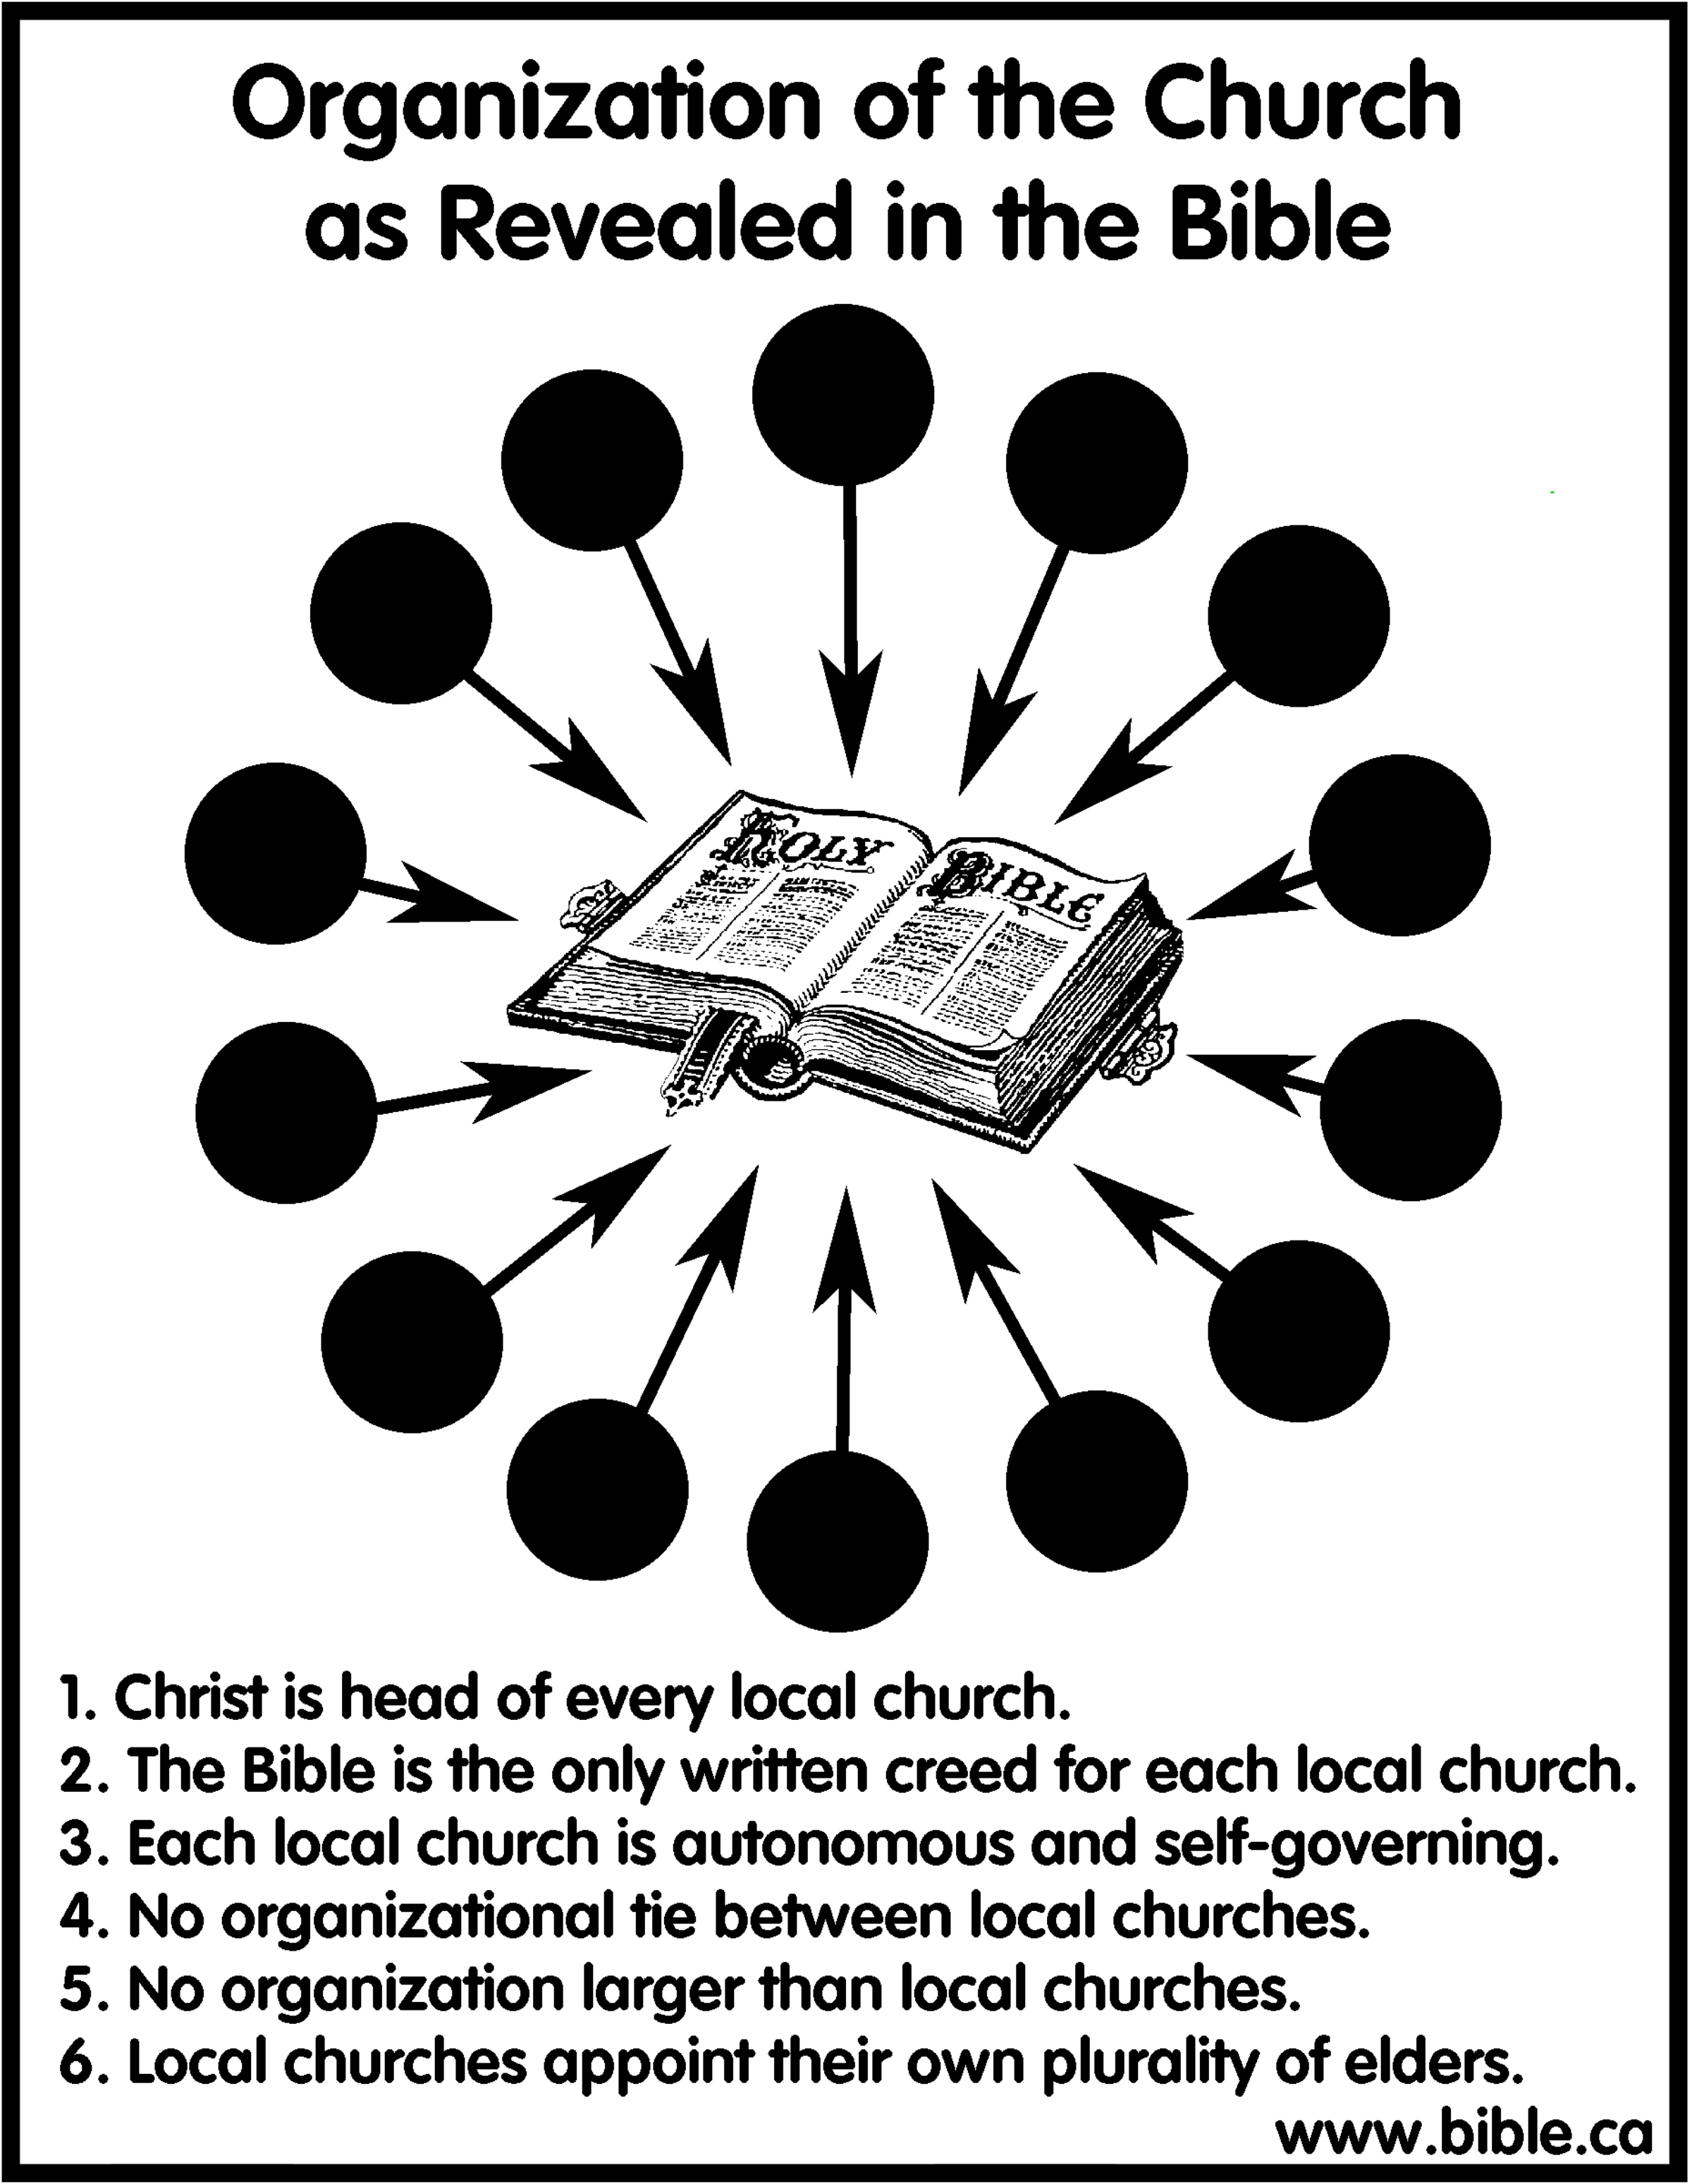 Organization of the Church
as Revealed in the Bible
HOLY
BIBLE
1. Christ is head of every local church.
2. The Bible is the only written creed for each local church.
3. Each local church is autonomous and self-governing.
4. No organizational tie between local churches.
5. No organization larger than local churches.
6. Local churches appoint their own plurality of elders.
www.bible.ca